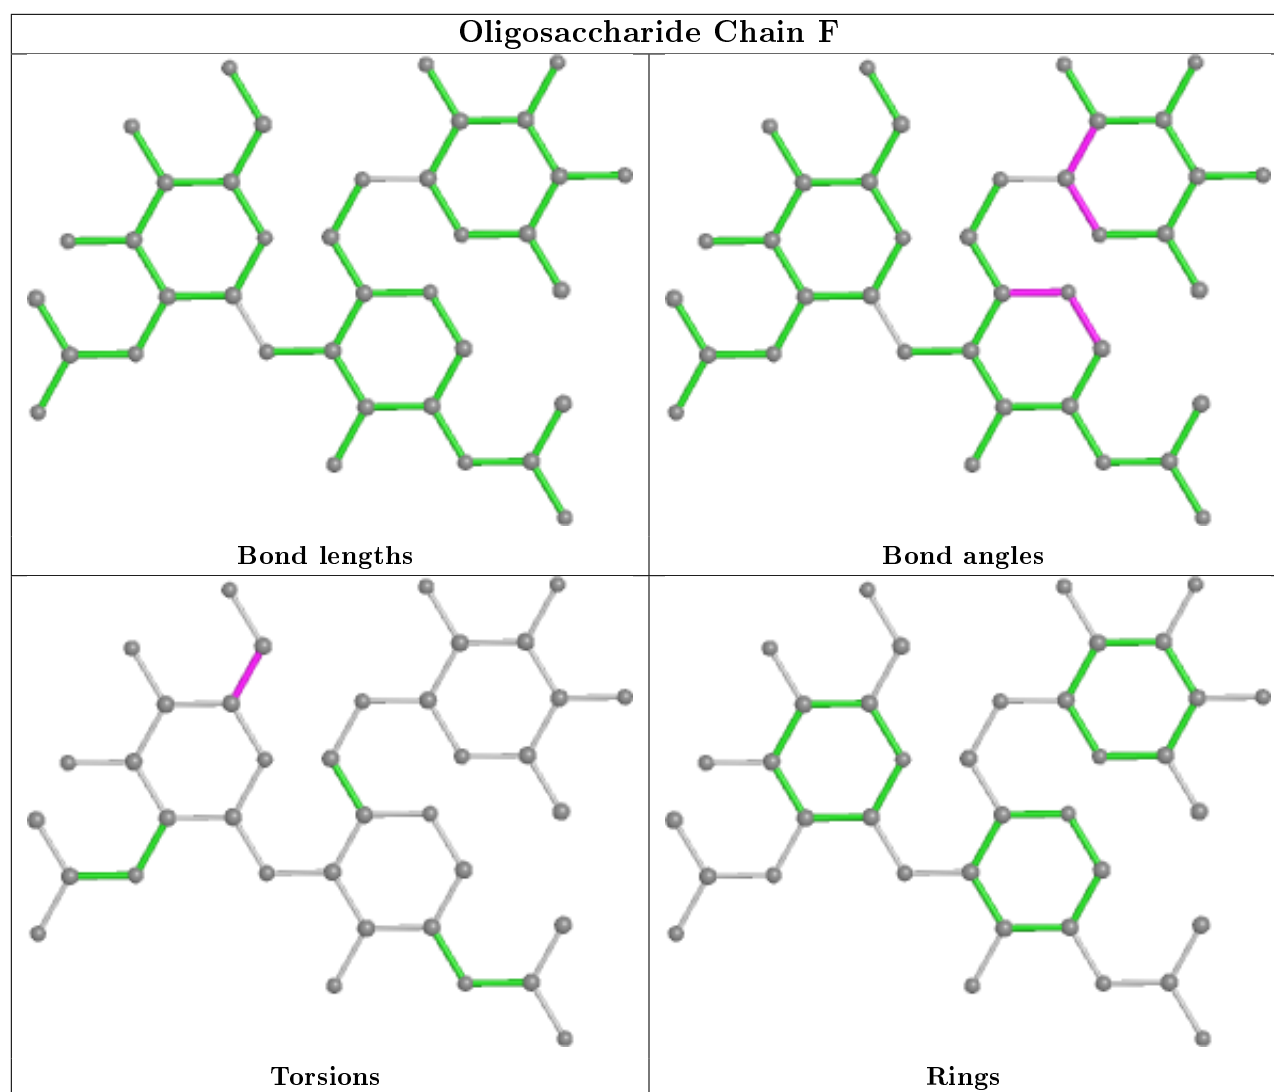 Oligosaccharide Chain F
Bond lengths
Bond angles
Torsions
Rings